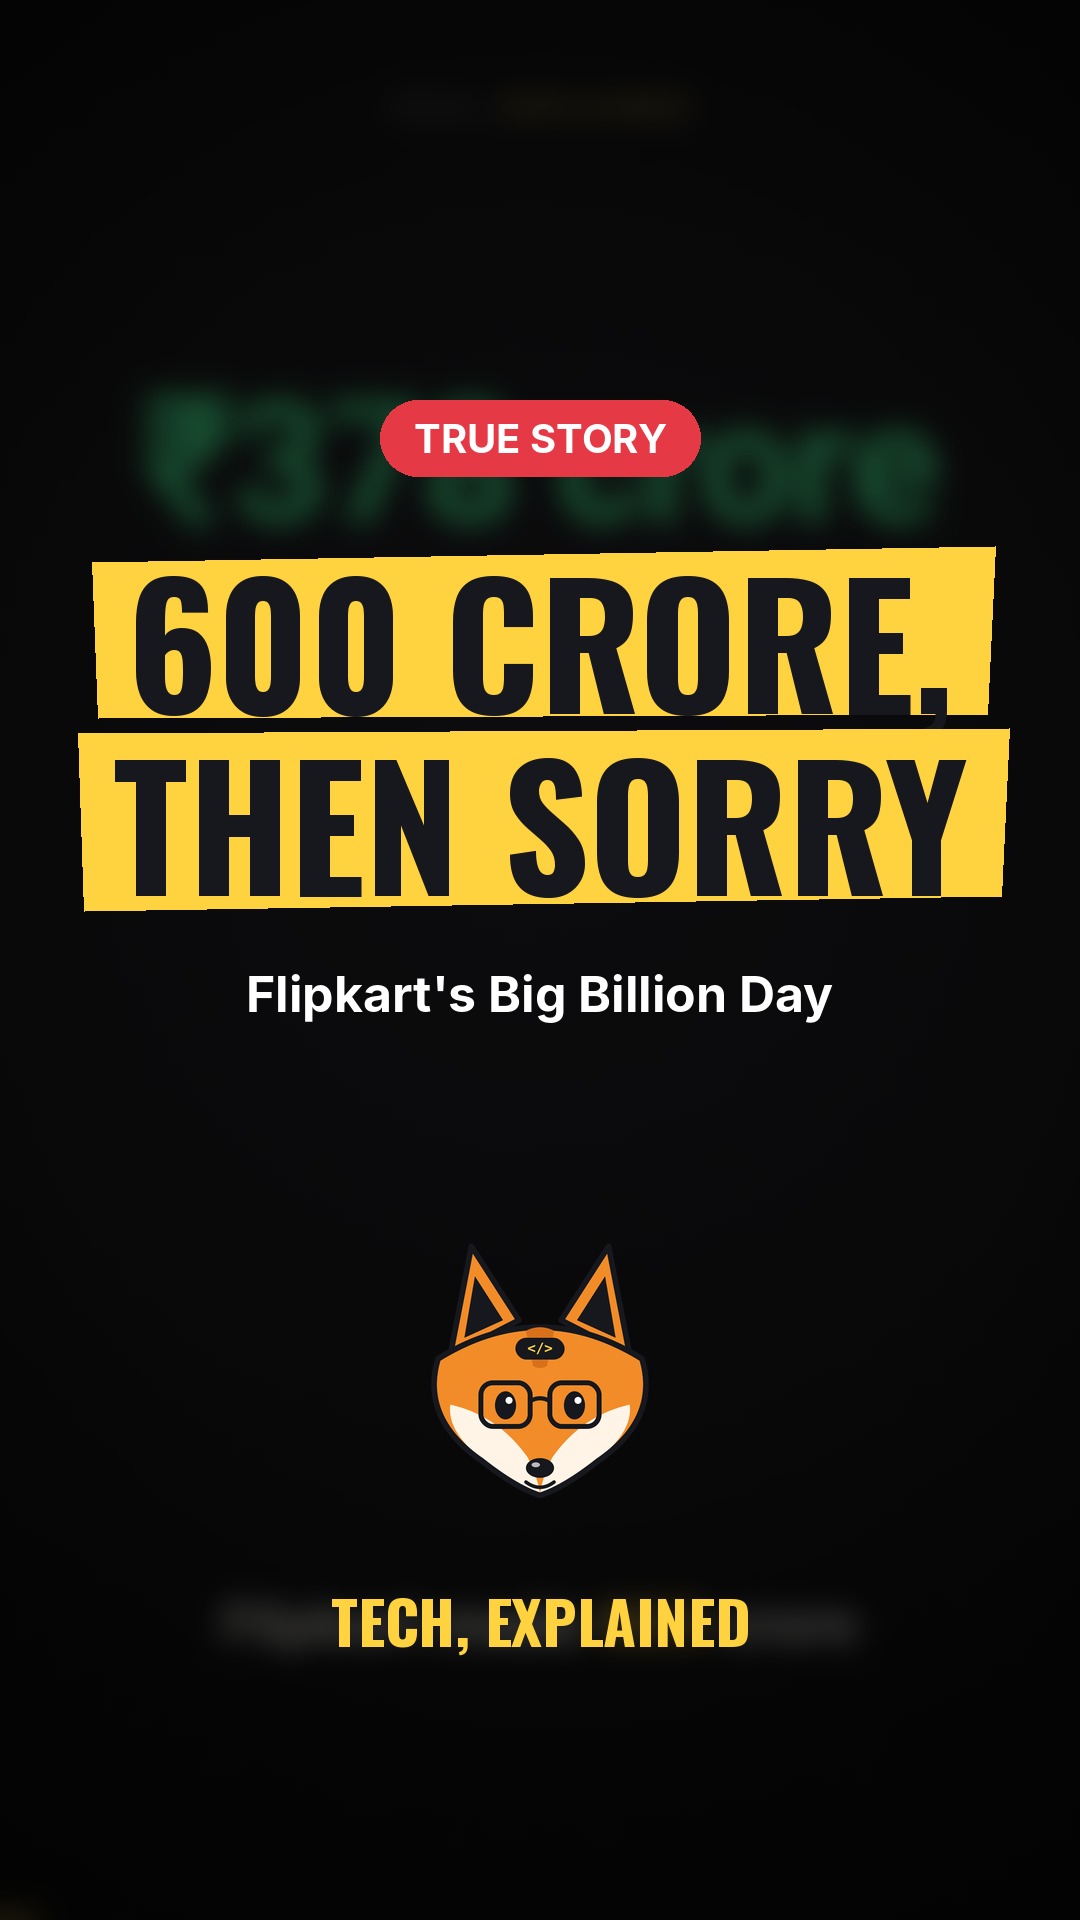 TRUE STORY
600 CRORE,
THEN SORRY
Flipkart's Big Billion Day
</>
TECH, EXPLAINED